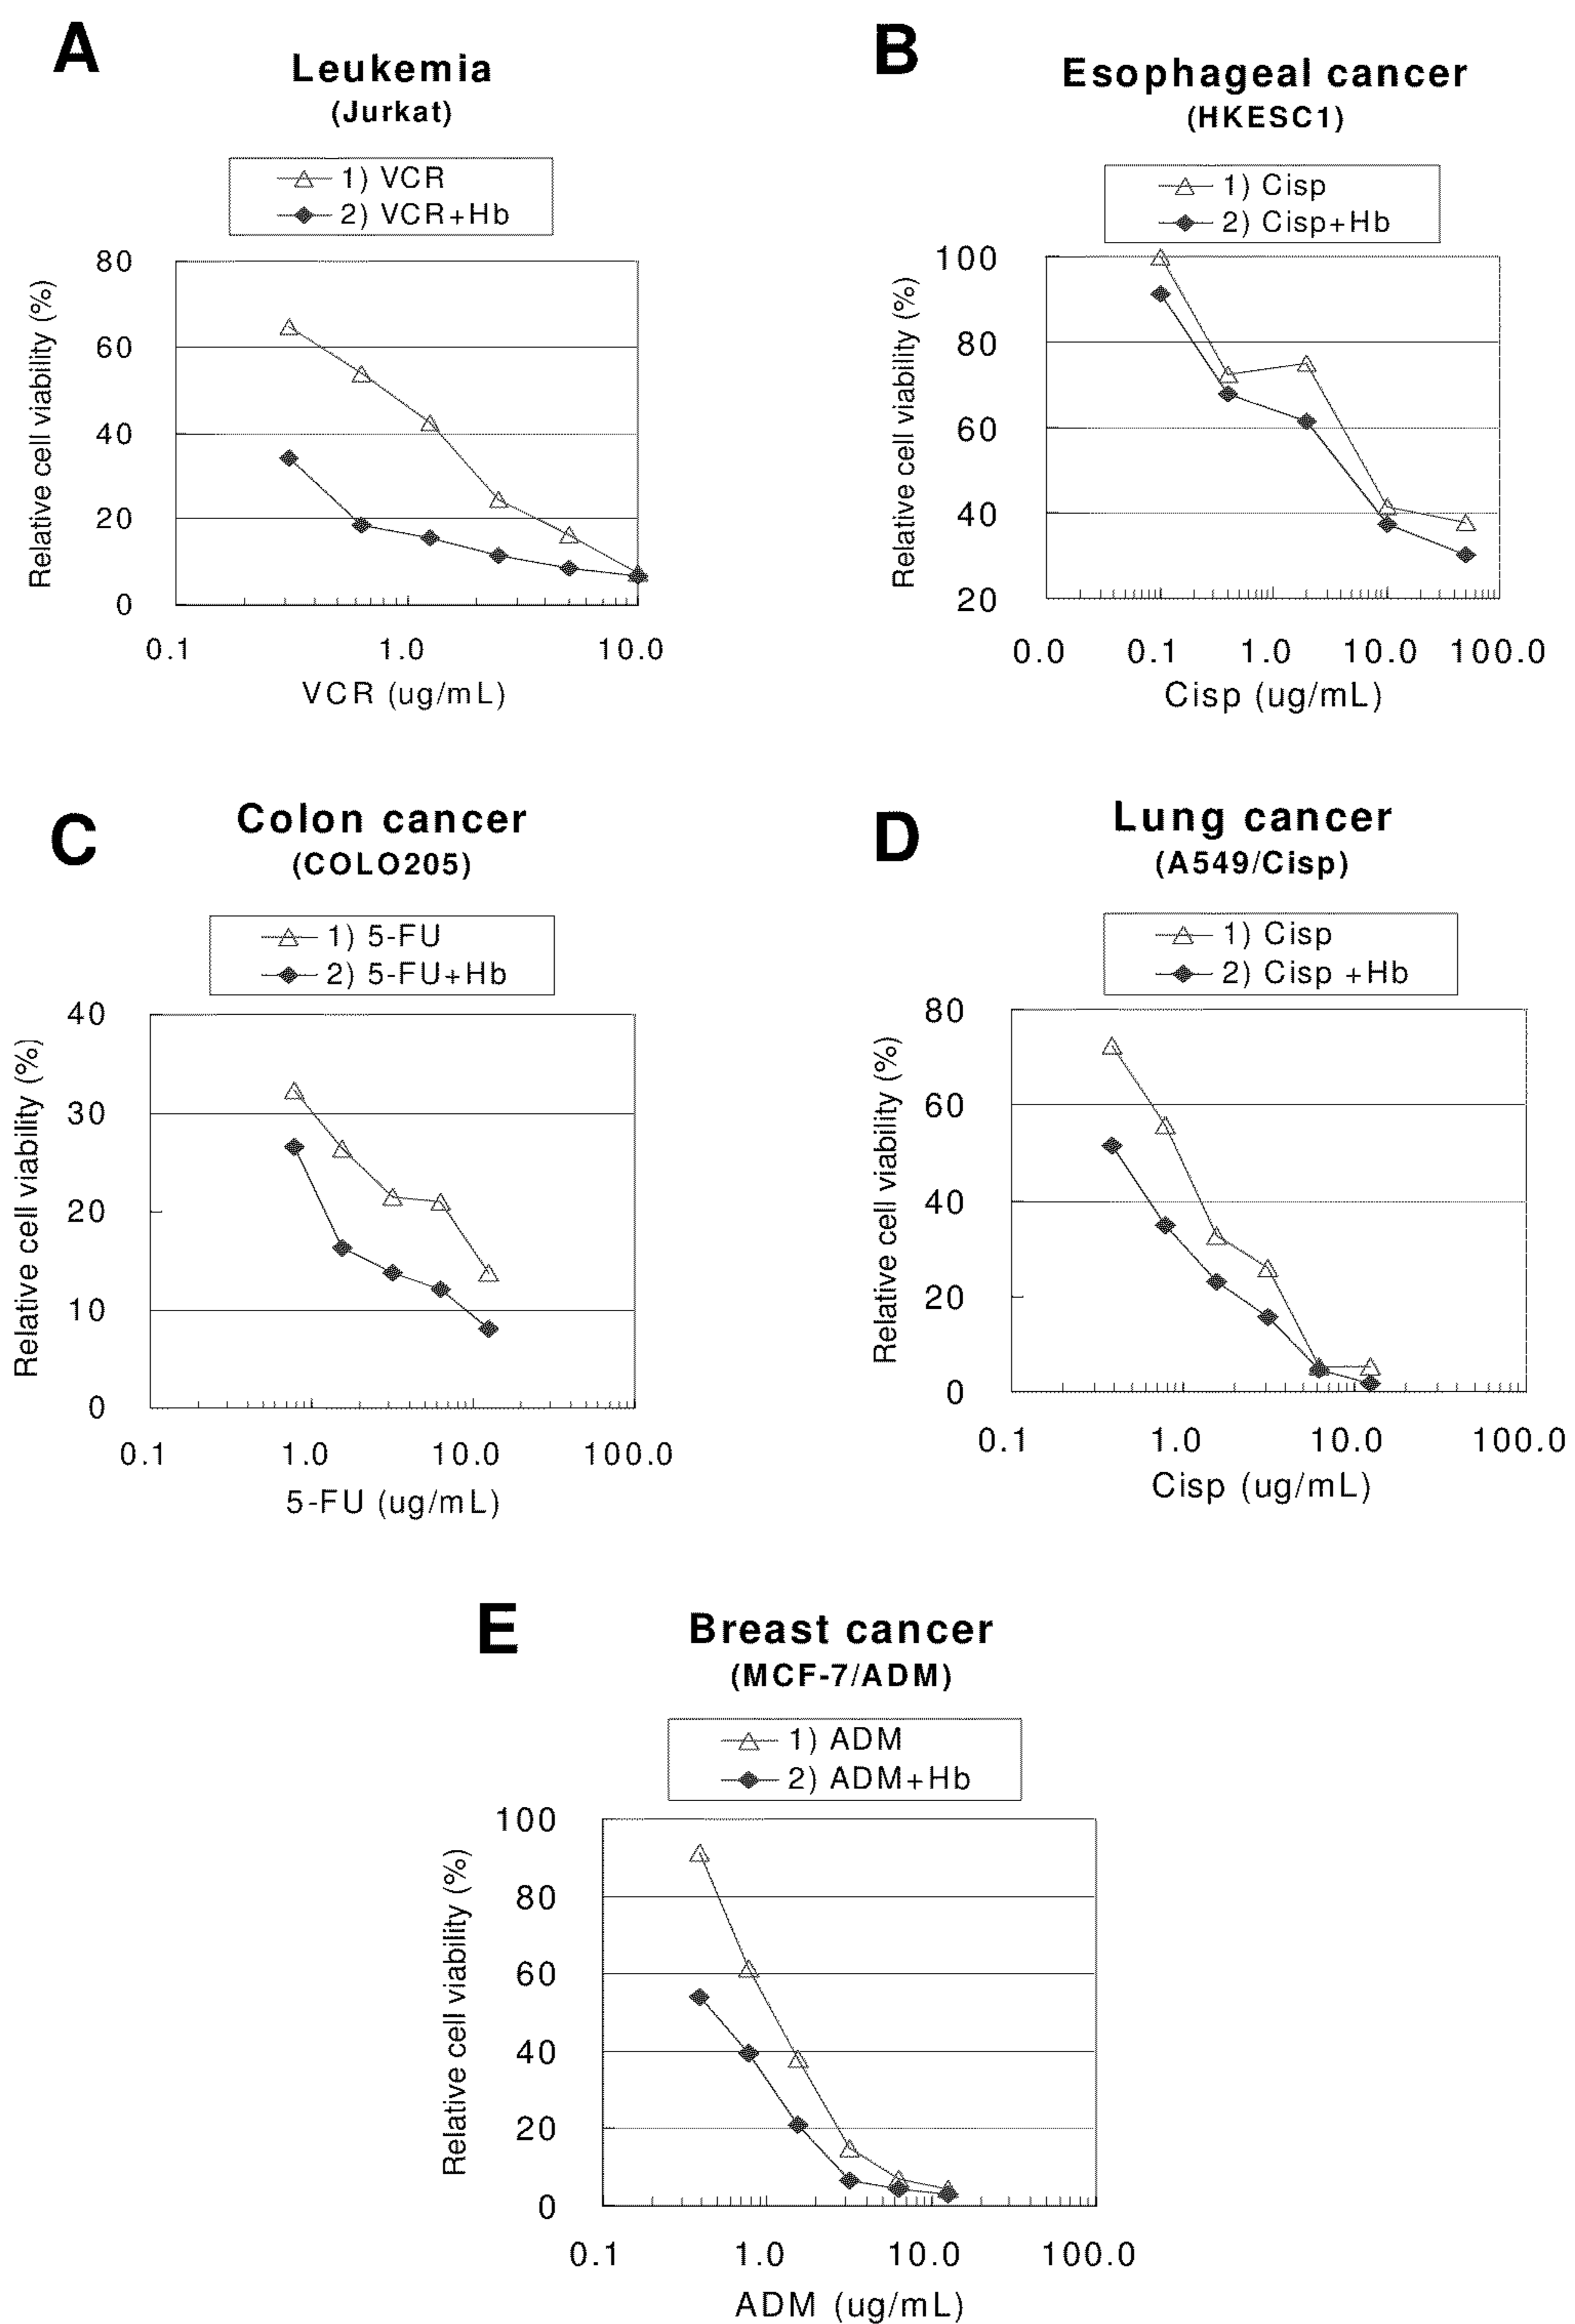 A
Leukemia
(Jurkat)
1) VCR
2) VCR+Hb
Relative cell viability (%)
80
60
40
20
0
0.1 1.0 10.0
VCR (ug/mL)
B
Esophageal cancer
(HKESC1)
1) Cisp
2) Cisp+Hb
Relative cell viability (%)
100
80
60
40
20
0.0 0.1 1.0 10.0 100.0
Cisp (ug/mL)
C
Colon cancer
(COLO205)
1) 5-FU
2) 5-FU+Hb
Relative cell viability (%)
40
30
20
10
0
0.1 1.0 10.0 100.0
5-FU (ug/mL)
D
Lung cancer
(A549/Cisp)
1) Cisp
2) Cisp +Hb
Relative cell viability (%)
80
60
40
20
0
0.1 1.0 10.0 100.0
Cisp (ug/mL)
E
Breast cancer
(MCF-7/ADM)
1) ADM
2) ADM+Hb
Relative cell viability (%)
100
80
60
40
20
0
0.1 1.0 10.0 100.0
ADM (ug/mL)